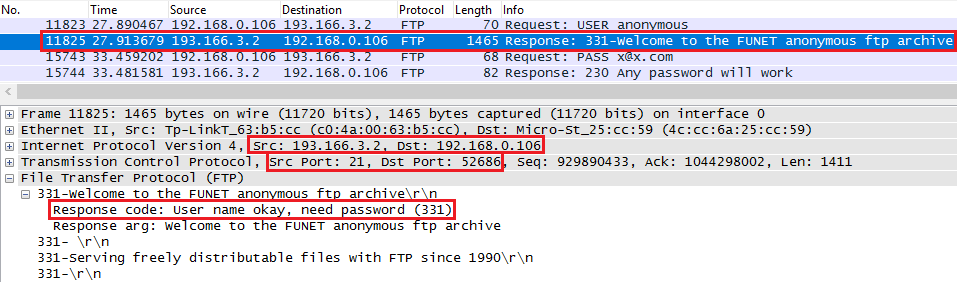 Time Source Destination Protocol Length Info
11823 27.890467 192.168.0.106 193.166.3.2 FTP 70 Request: USER anonymous
11825 27.913679 193.166.3.2 192.168.0.106 FTP 1465 Response: 331-Welcome to the FUNET anonymous ftp archive
15743 33.459202 192.168.0.106 193.166.3.2 FTP 68 Request: PASS x@x.com
15744 33.481581 193.166.3.2 192.168.0.106 FTP 82 Response: 230 Any password will work
Frame 11825: 1465 bytes on wire (11720 bits), 1465 bytes captured (11720 bits) on interface 0
Ethernet II, Src: Tp-LinkT_63:b5:cc (c0:4a:00:63:b5:cc), Dst: Micro-St_25:cc:59 (4c:cc:6a:25:cc:59)
Internet Protocol Version 4, Src: 193.166.3.2, Dst: 192.168.0.106
Transmission Control Protocol, Src Port: 21, Dst Port: 52686, Seq: 929890433, Ack: 1044298002, Len: 1411
File Transfer Protocol (FTP)
331-Welcome to the FUNET anonymous ftp archive\r\n
Response code: User name okay, need password (331)
Response arg: Welcome to the FUNET anonymous ftp archive
331- \r\n
331-Serving freely distributable files with FTP since 1990\r\n
331-\r\n